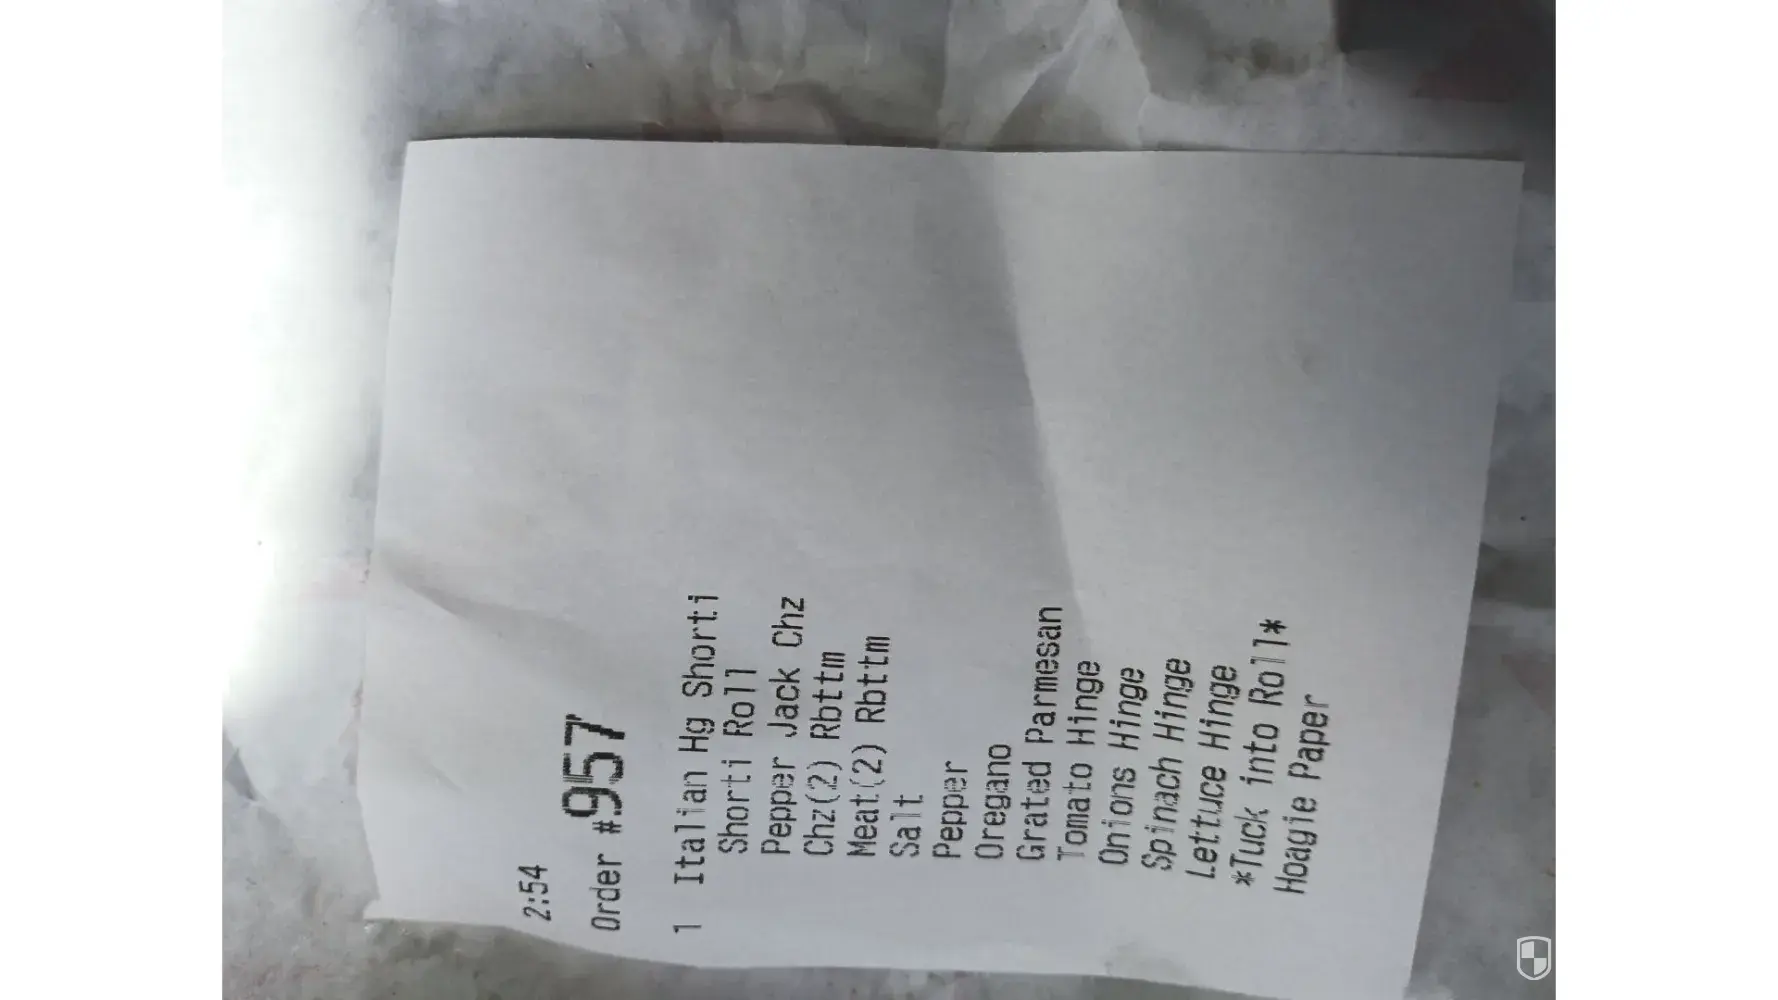 2:54
Order #957
1 Italian Hg Shorti
Shorti Roll
Pepper Jack Chz
Chz(2) Rbttm
Meat(2) Rbttm
Salt
Pepper
Oregano
Grated Parmesan
Tomato Hinge
Onions Hinge
Spinach Hinge
Lettuce Hinge
*Tuck into Roll*
Hoagie Paper